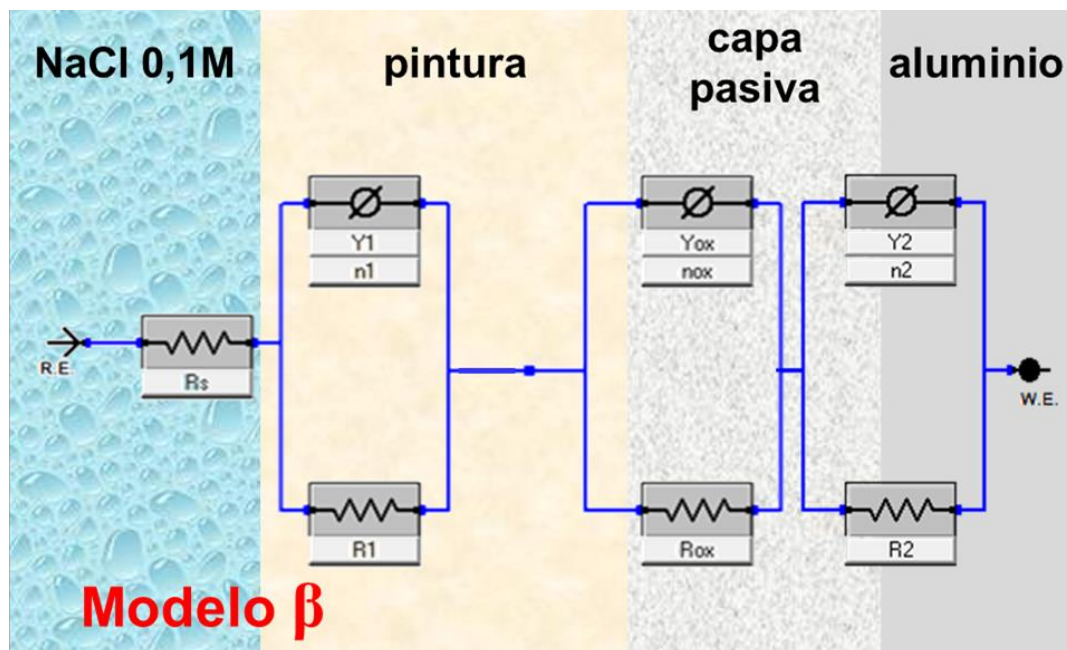 NaCl 0,1M
pintura
capa
pasiva
aluminio
Y1
n1
Yox
nox
Y2
n2
R.E.
Rs
W.E.
R1
Rox
R2
Modelo β